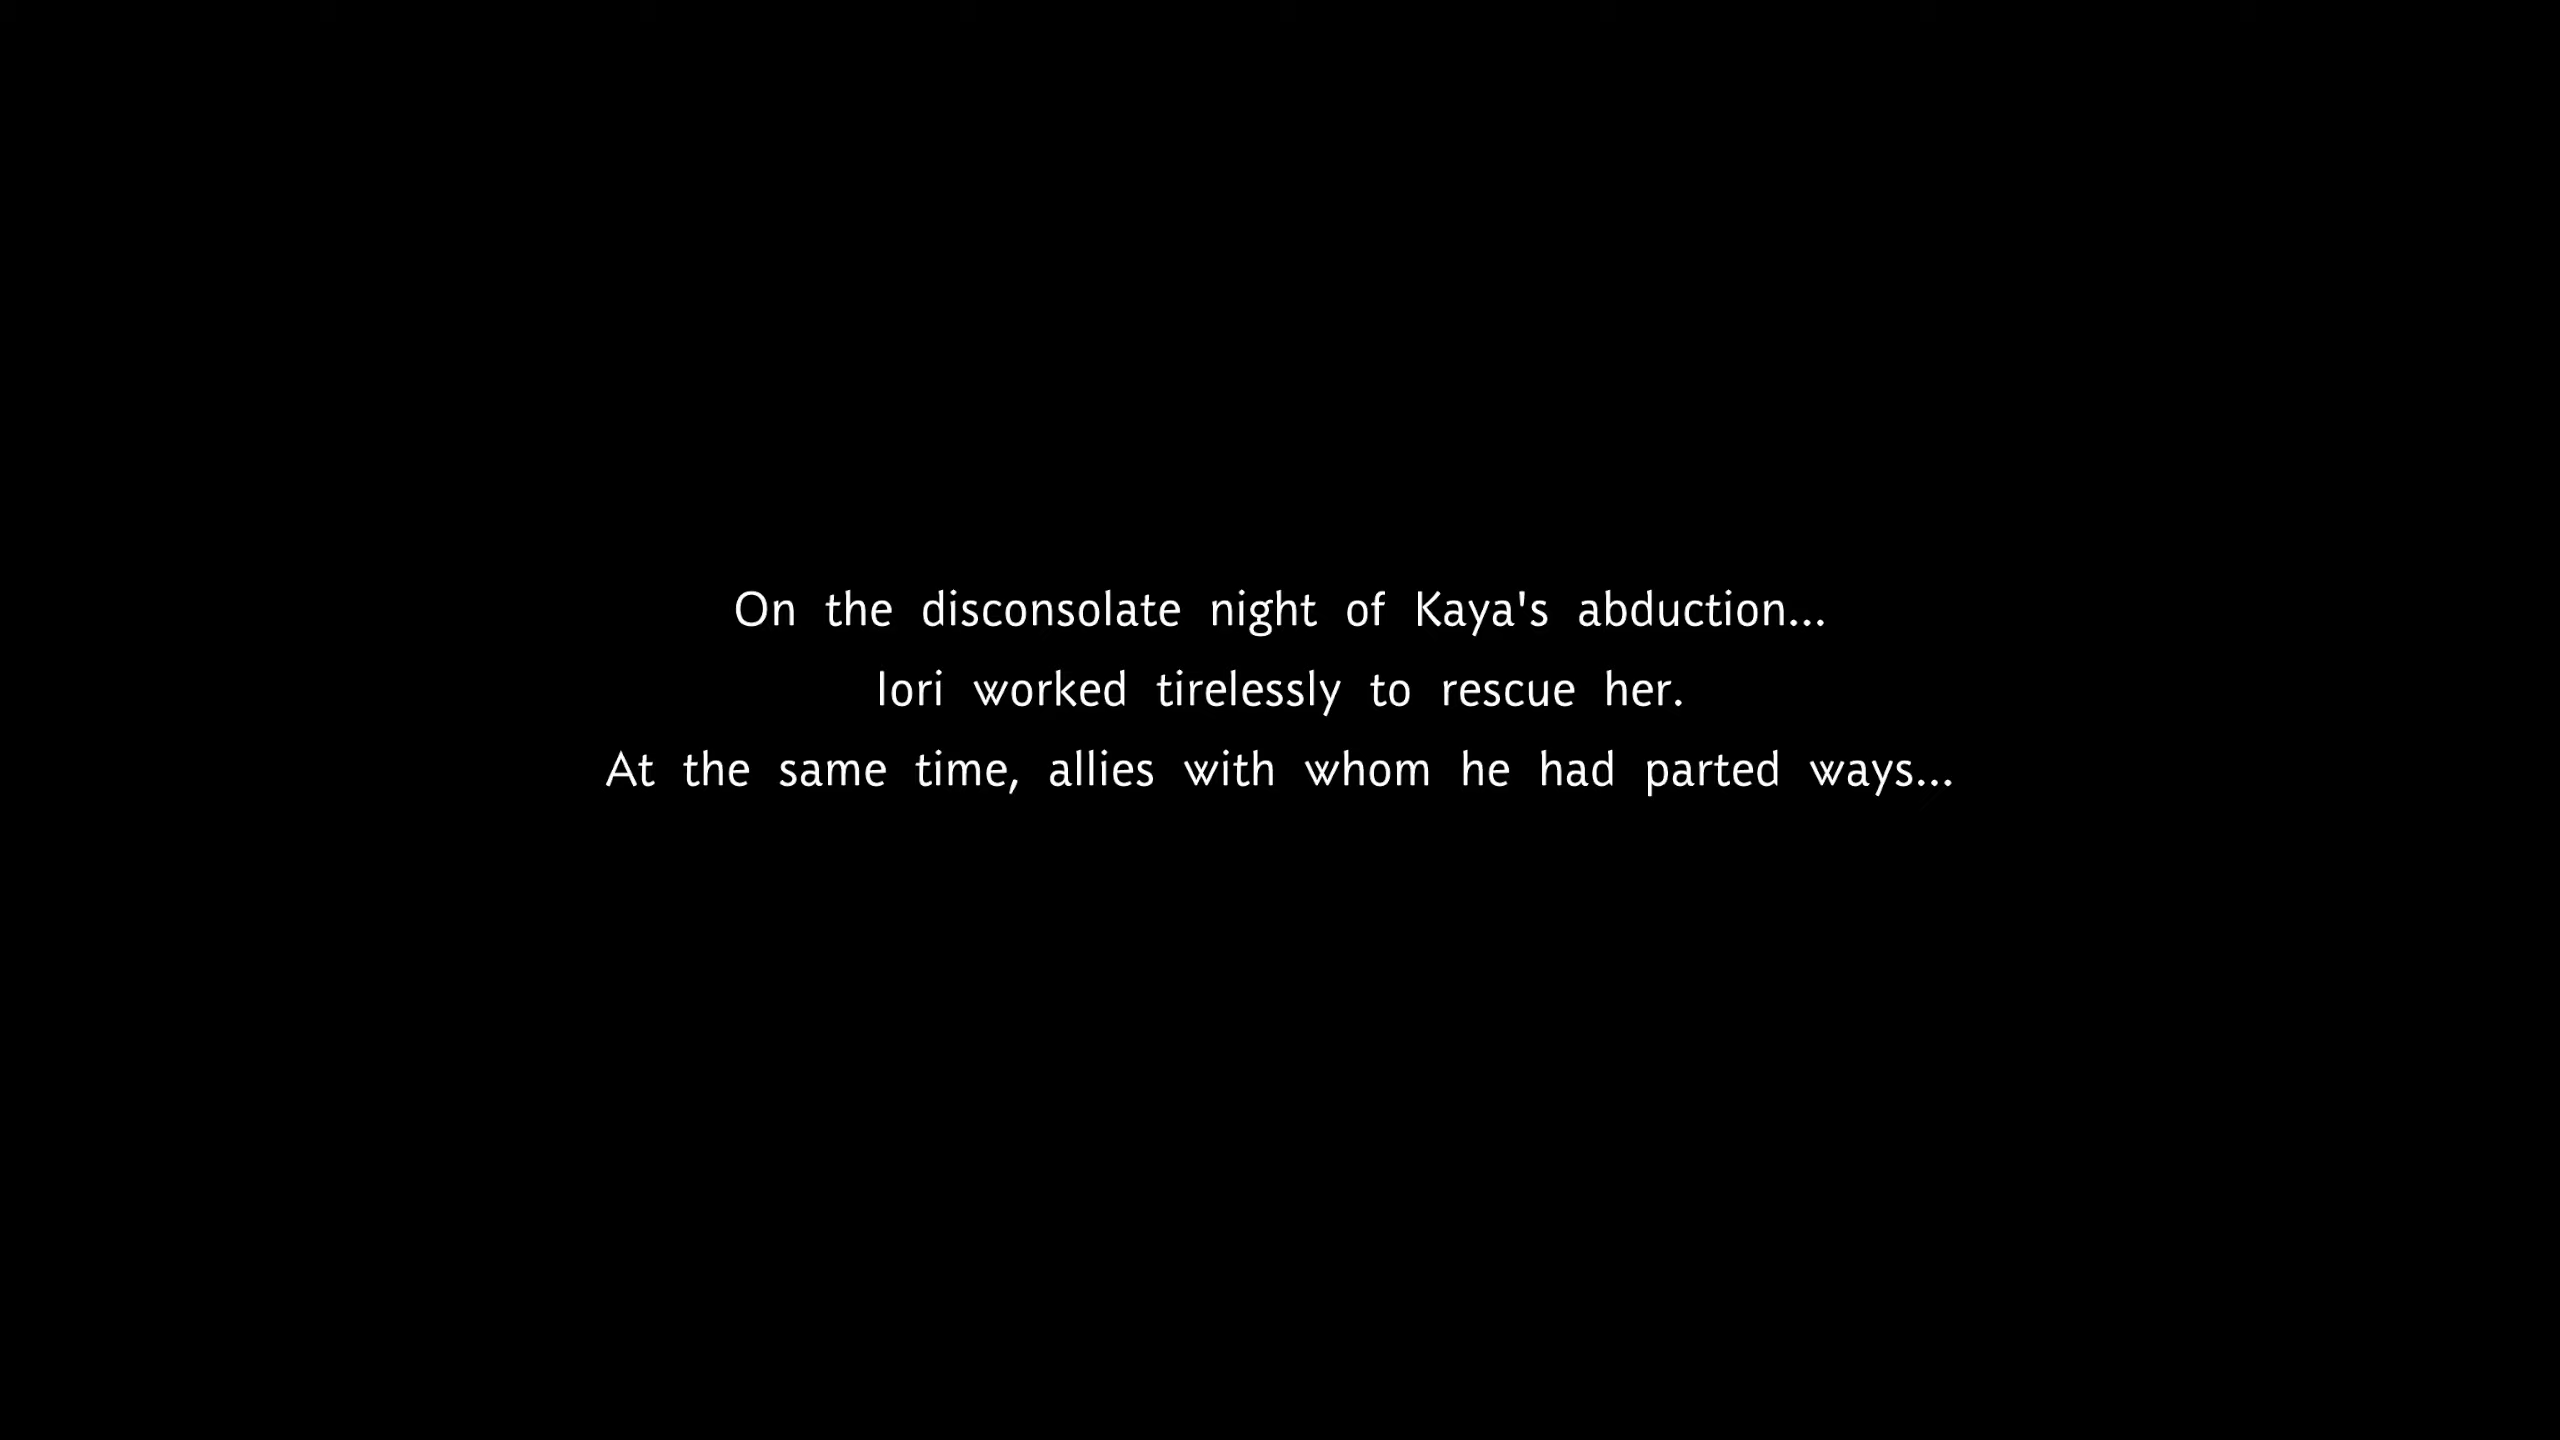 On the disconsolate night of Kaya's abduction...
Iori worked tirelessly to rescue her.
At the same time, allies with whom he had parted ways...